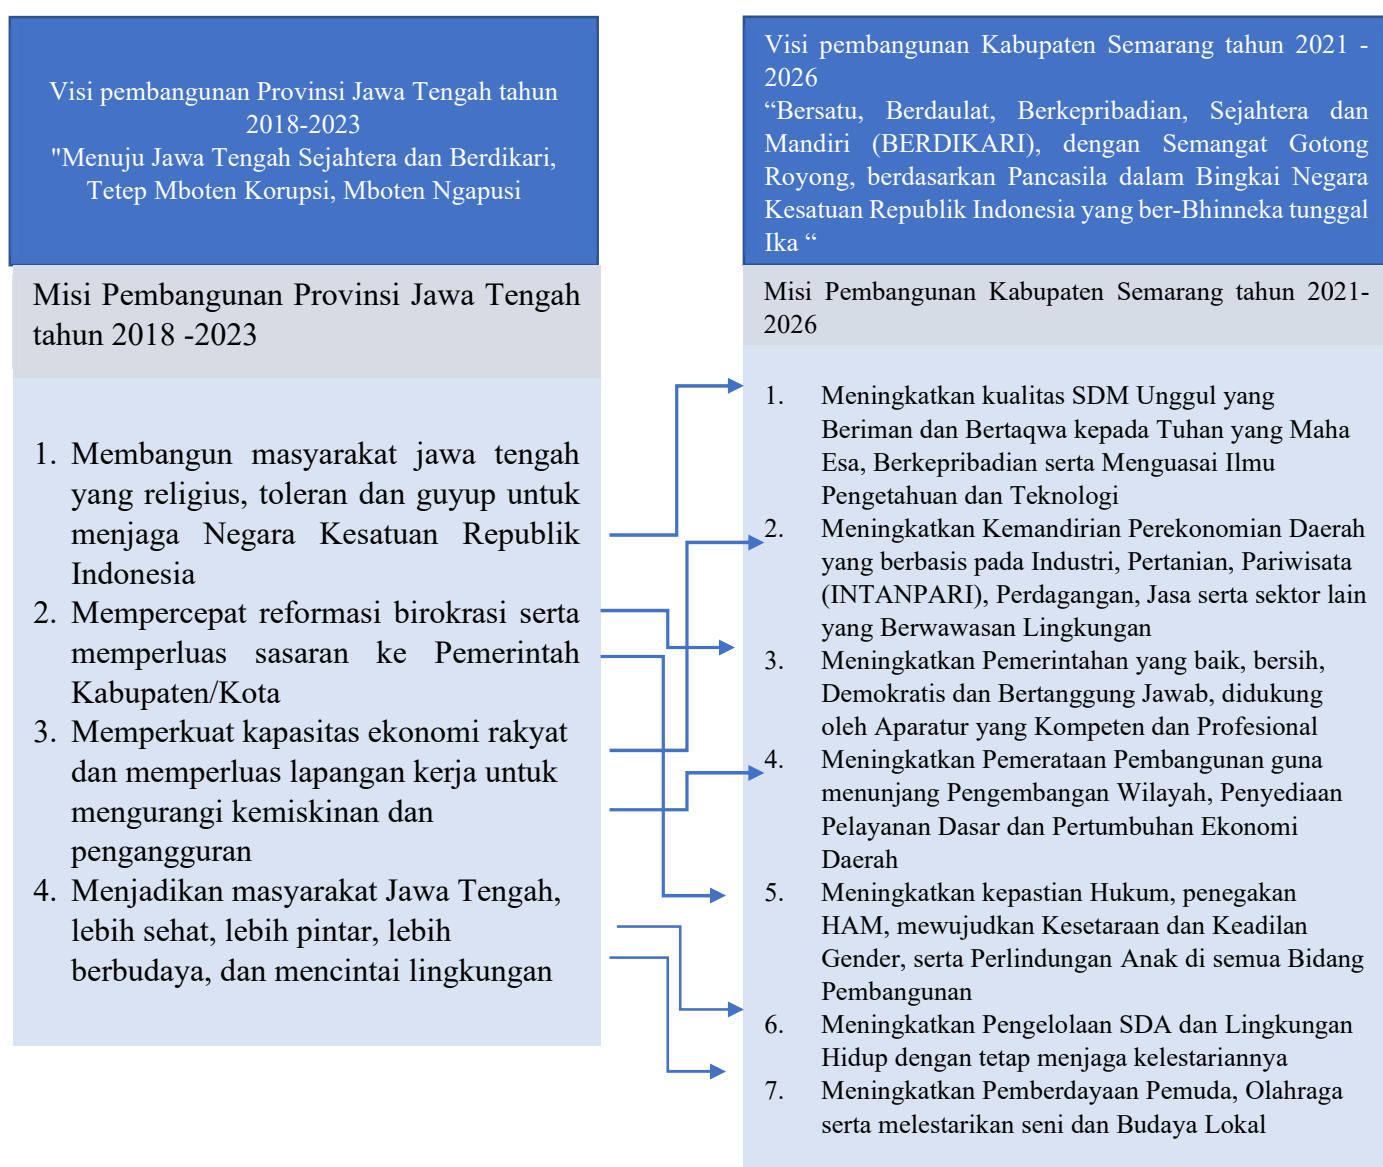 Visi pembangunan Provinsi Jawa Tengah tahun
2018-2023
"Menuju Jawa Tengah Sejahtera dan Berdikari,
Tetep Mboten Korupsi, Mboten Ngapusi
Misi Pembangunan Provinsi Jawa Tengah
tahun 2018 -2023
1. Membangun masyarakat jawa tengah
yang religius, toleran dan guyup untuk
menjaga Negara Kesatuan Republik
Indonesia
2. Mempercepat reformasi birokrasi serta
memperluas sasaran ke Pemerintah
Kabupaten/Kota
3. Memperkuat kapasitas ekonomi rakyat
dan memperluas lapangan kerja untuk
mengurangi kemiskinan dan
pengangguran
4. Menjadikan masyarakat Jawa Tengah,
lebih sehat, lebih pintar, lebih
berbudaya, dan mencintai lingkungan
Visi pembangunan Kabupaten Semarang tahun 2021 -
2026
“Bersatu, Berdaulat, Berkepribadian, Sejahtera dan
Mandiri (BERDIKARI), dengan Semangat Gotong
Royong, berdasarkan Pancasila dalam Bingkai Negara
Kesatuan Republik Indonesia yang ber-Bhinneka tunggal
Ika “
Misi Pembangunan Kabupaten Semarang tahun 2021-
2026
1. Meningkatkan kualitas SDM Unggul yang
Beriman dan Bertaqwa kepada Tuhan yang Maha
Esa, Berkepribadian serta Menguasai Ilmu
Pengetahuan dan Teknologi
2. Meningkatkan Kemandirian Perekonomian Daerah
yang berbasis pada Industri, Pertanian, Pariwisata
(INTANPARI), Perdagangan, Jasa serta sektor lain
yang Berwawasan Lingkungan
3. Meningkatkan Pemerintahan yang baik, bersih,
Demokratis dan Bertanggung Jawab, didukung
oleh Aparatur yang Kompeten dan Profesional
4. Meningkatkan Pemerataan Pembangunan guna
menunjang Pengembangan Wilayah, Penyediaan
Pelayanan Dasar dan Pertumbuhan Ekonomi
Daerah
5. Meningkatkan kepastian Hukum, penegakan
HAM, mewujudkan Kesetaraan dan Keadilan
Gender, serta Perlindungan Anak di semua Bidang
Pembangunan
6. Meningkatkan Pengelolaan SDA dan Lingkungan
Hidup dengan tetap menjaga kelestariannya
7. Meningkatkan Pemberdayaan Pemuda, Olahraga
serta melestarikan seni dan Budaya Lokal